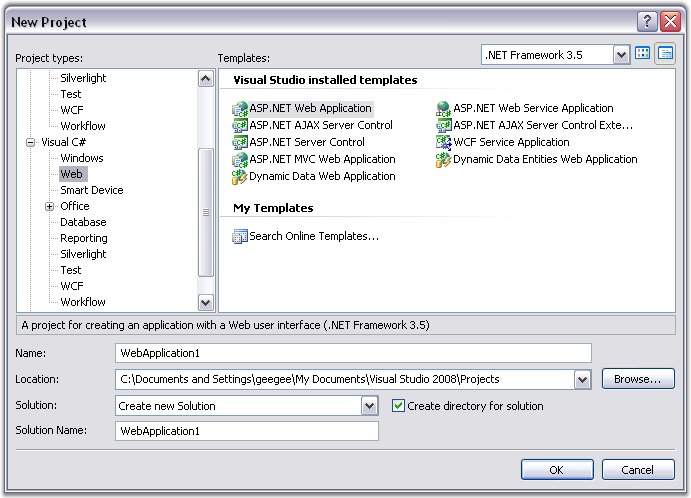 New Project
Project types:
Templates:
.NET Framework 3.5
Silverlight
Test
WCF
Workflow
Visual C#
Windows
Web
Smart Device
Office
Database
Reporting
Silverlight
Test
WCF
Workflow
Visual Studio installed templates
ASP.NET Web Application
ASP.NET Web Service Application
ASP.NET AJAX Server Control
ASP.NET AJAX Server Control Exte...
ASP.NET Server Control
WCF Service Application
ASP.NET MVC Web Application
Dynamic Data Entities Web Application
Dynamic Data Web Application
My Templates
Search Online Templates...
A project for creating an application with a Web user interface (.NET Framework 3.5)
Name:
WebApplication1
Location:
C:\Documents and Settings\geegee\My Documents\Visual Studio 2008\Projects
Browse...
Solution:
Create new Solution
Create directory for solution
Solution Name:
WebApplication1
OK
Cancel